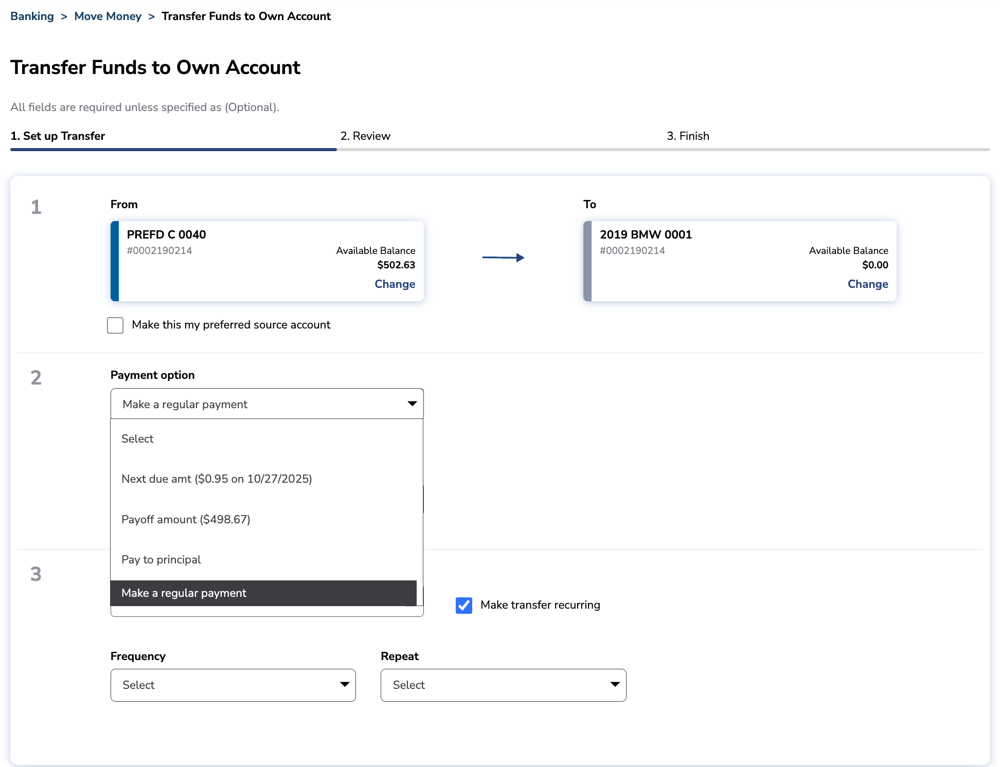 Banking > Move Money > Transfer Funds to Own Account
Transfer Funds to Own Account
All fields are required unless specified as (Optional).
1. Set up Transfer
2. Review
3. Finish
1
From
PREFD C 0040
#0002190214
Available Balance
$502.63
Change
To
2019 BMW 0001
#0002190214
Available Balance
$0.00
Change
Make this my preferred source account
2
Payment option
Make a regular payment
Select
Next due amt ($0.95 on 10/27/2025)
Payoff amount ($498.67)
Pay to principal
Make a regular payment
3
Make transfer recurring
Frequency
Select
Repeat
Select